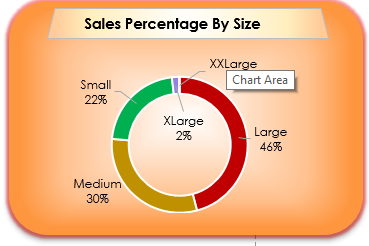 Sales Percentage By Size
XXLarge
Chart Area
Small
22%
XLarge
2%
Large
46%
Medium
30%